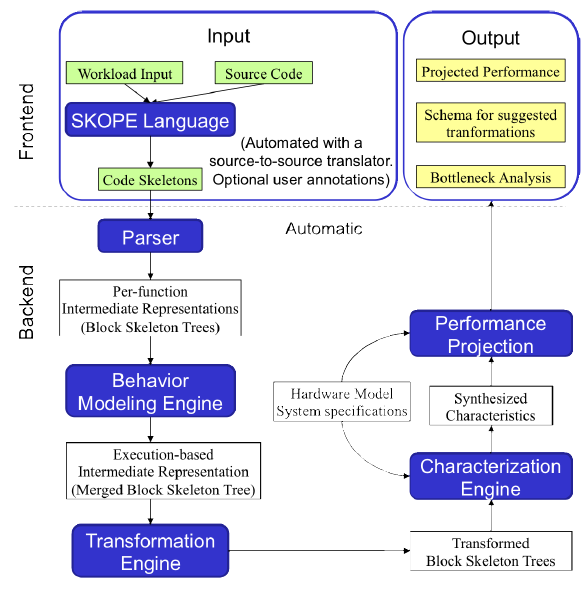 Input
Output
Workload Input
Source Code
Projected Performance
Frontend
SKOPE Language
Schema for suggested
tranformations
(Automated with a
source-to-source translator.
Optional user annotations)
Code Skeletons
Bottleneck Analysis
Automatic
Parser
Backend
Per-function
Intermediate Representations
(Block Skeleton Trees)
Performance
Projection
Behavior
Modeling Engine
Hardware Model
System specifications
Synthesized
Characteristics
Execution-based
Intermediate Representation
(Merged Block Skeleton Tree)
Characterization
Engine
Transformation
Engine
Transformed
Block Skeleton Trees